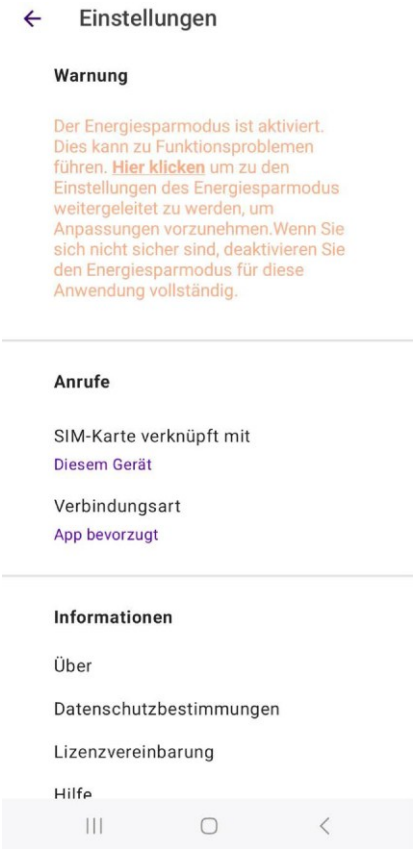 Einstellungen
Warnung
Der Energiesparmodus ist aktiviert.
Dies kann zu Funktionsproblemen
führen. Hier klicken um zu den
Einstellungen des Energiesparmodus
weitergeleitet zu werden, um
Anpassungen vorzunehmen.Wenn Sie
sich nicht sicher sind, deaktivieren Sie
den Energiesparmodus für diese
Anwendung vollständig.
Anrufe
SIM-Karte verknüpft mit
Diesem Gerät
Verbindungsart
App bevorzugt
Informationen
Über
Datenschutzbestimmungen
Lizenzvereinbarung
Hilfe